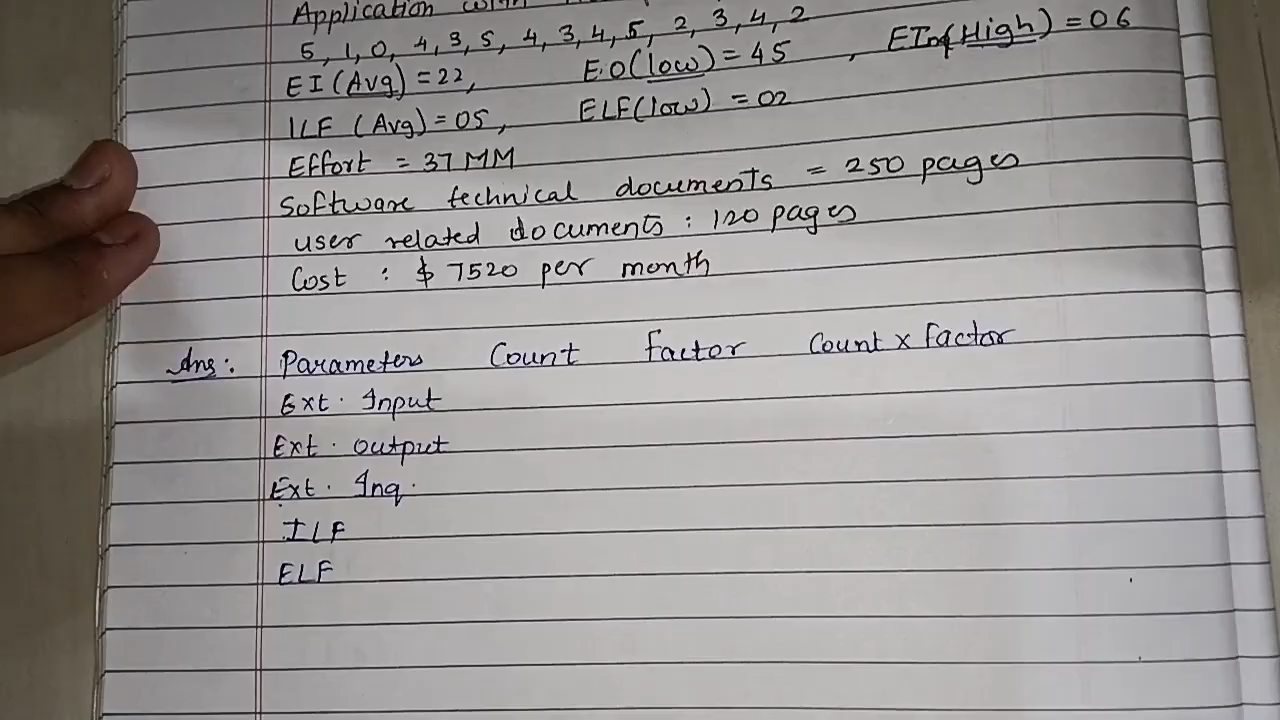 Application with
5, 1, 0, 4, 3, 5, 4, 3, 4, 5, 2, 3, 4, 2
EI (Avg) = 22, E.O (low) = 45, EInq (High) = 06
ILF (Avg) = 05, ELF (low) = 02
Effort = 37 MM
Software technical documents = 250 pages
user related documents : 120 pages
Cost : $ 7520 per month
Ans: Parameters Count Factor Count x Factor
Ext. Input
Ext. output
Ext. Inq.
ILF
ELF